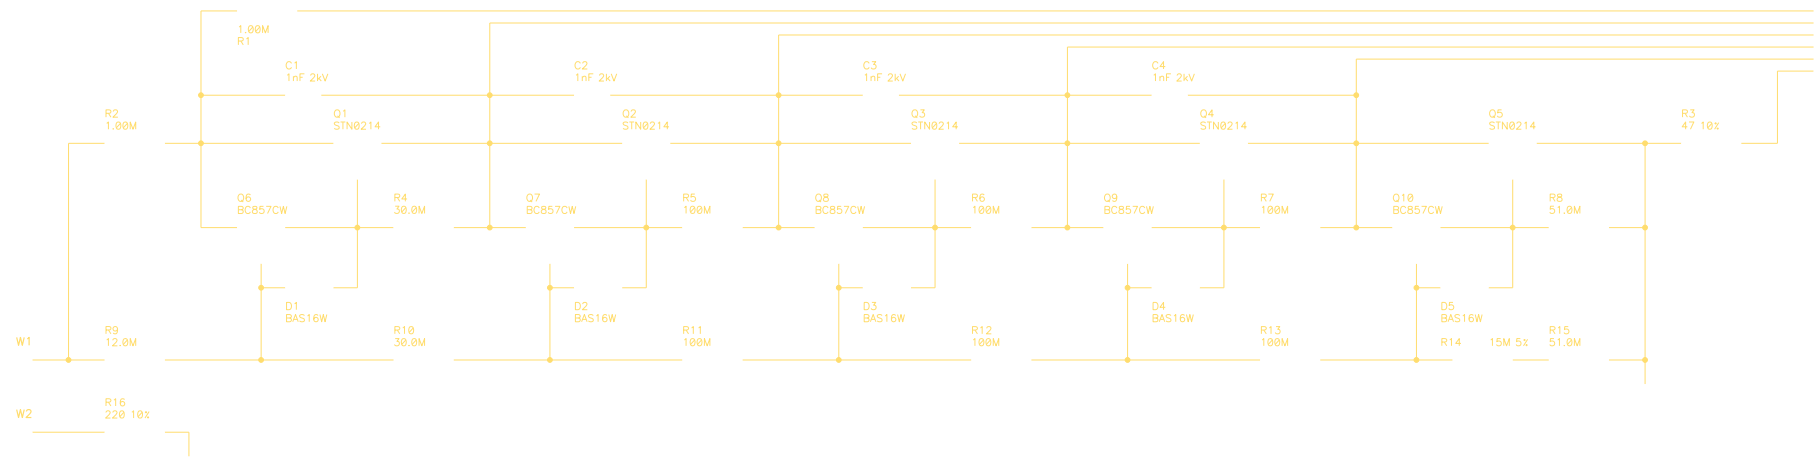 1.00M
R1
C1
1nF 2kV
C2
1nF 2kV
C3
1nF 2kV
C4
1nF 2kV
R2
1.00M
Q1
STN0214
Q2
STN0214
Q3
STN0214
Q4
STN0214
Q5
STN0214
R3
47 10%
Q6
BC857CW
R4
30.0M
Q7
BC857CW
R5
100M
Q8
BC857CW
R6
100M
Q9
BC857CW
R7
100M
Q10
BC857CW
R8
51.0M
D1
BAS16W
D2
BAS16W
D3
BAS16W
D4
BAS16W
D5
BAS16W
W1
R9
12.0M
R10
30.0M
R11
100M
R12
100M
R13
100M
R14 15M 5%
R15
51.0M
W2
R16
220 10%